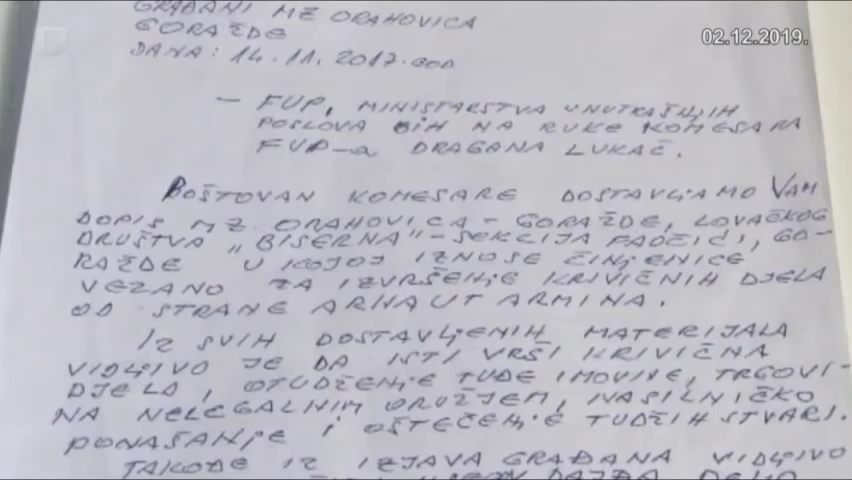 GRAĐANI MZ ORAHOVICA
GORAŽDE
DANA: 14.11.2017.GOD
02.12.2019.
- FUP, MINISTARSTVA UNUTRAŠNJIH
POSLOVA BIH NA RUKE KOMESARA
FUP-a DRAGANA LUKAČ.
POŠTOVANI KOMESARE DOSTAVLJAMO VAM
DOPIS MZ ORAHOVICA - GORAŽDE, LOVAČKOG
DRUŠTVA „BISERNA"-SEKCIJA FAOČIĆI, GO-
RAŽDE U KOJOJ IZNOSE ČINJENICE
VEZANO ZA IZVRŠENJE KRIVIČNIH DJELA
OD STRANE ARNAUT ARMINA.
IZ SVIH DOSTAVLJENIH MATERIJALA
VIDLJIVO JE DA ISTI VRŠI KRIVIČNA
DJELA, OTUĐENJE TUĐE IMOVINE, TRGOVI-
NA NELEGALNIM ORUŽJEM, NASILNIČKO
PONAŠANJE I OŠTEĆENJE TUĐIH STVARI.
TAKOĐE IZ IZJAVA GRAĐANA VIDLJIVO